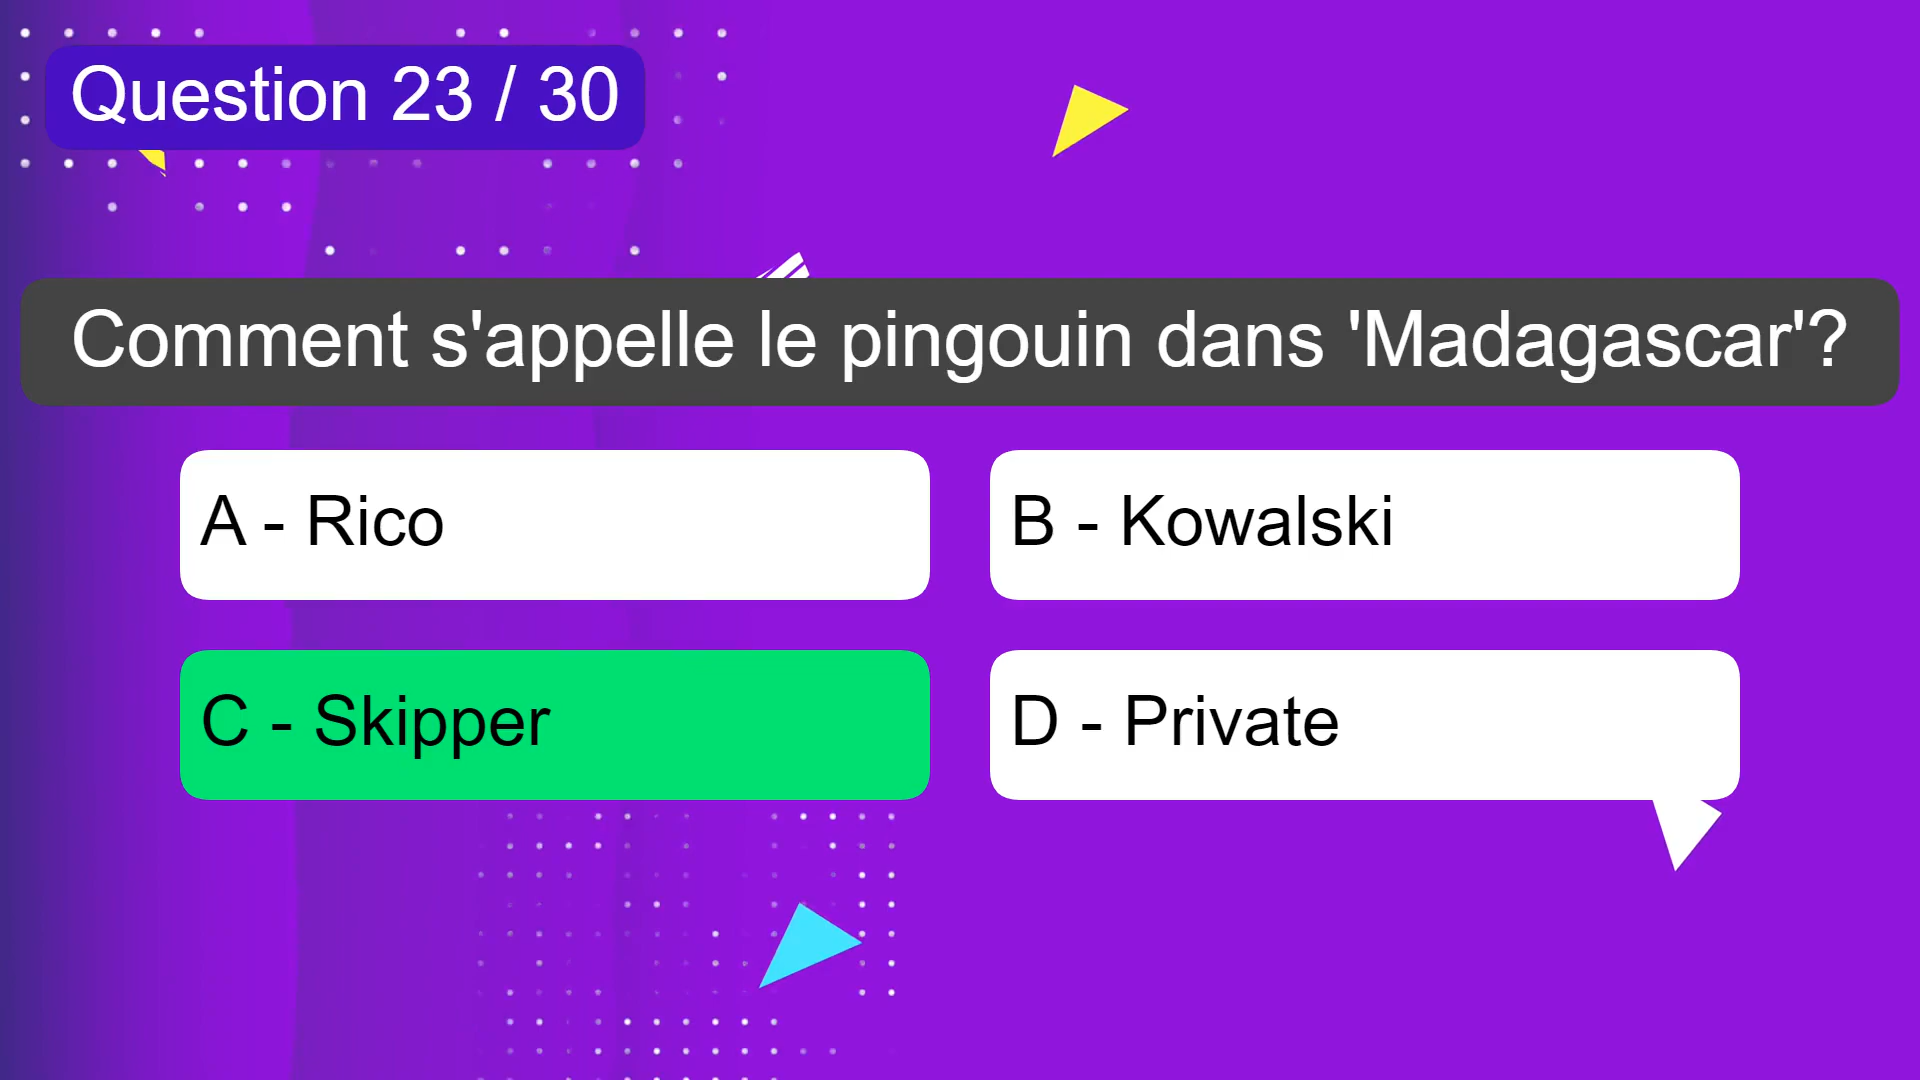 Question 23 / 30
Comment s'appelle le pingouin dans 'Madagascar'?
A - Rico
B - Kowalski
C - Skipper
D - Private